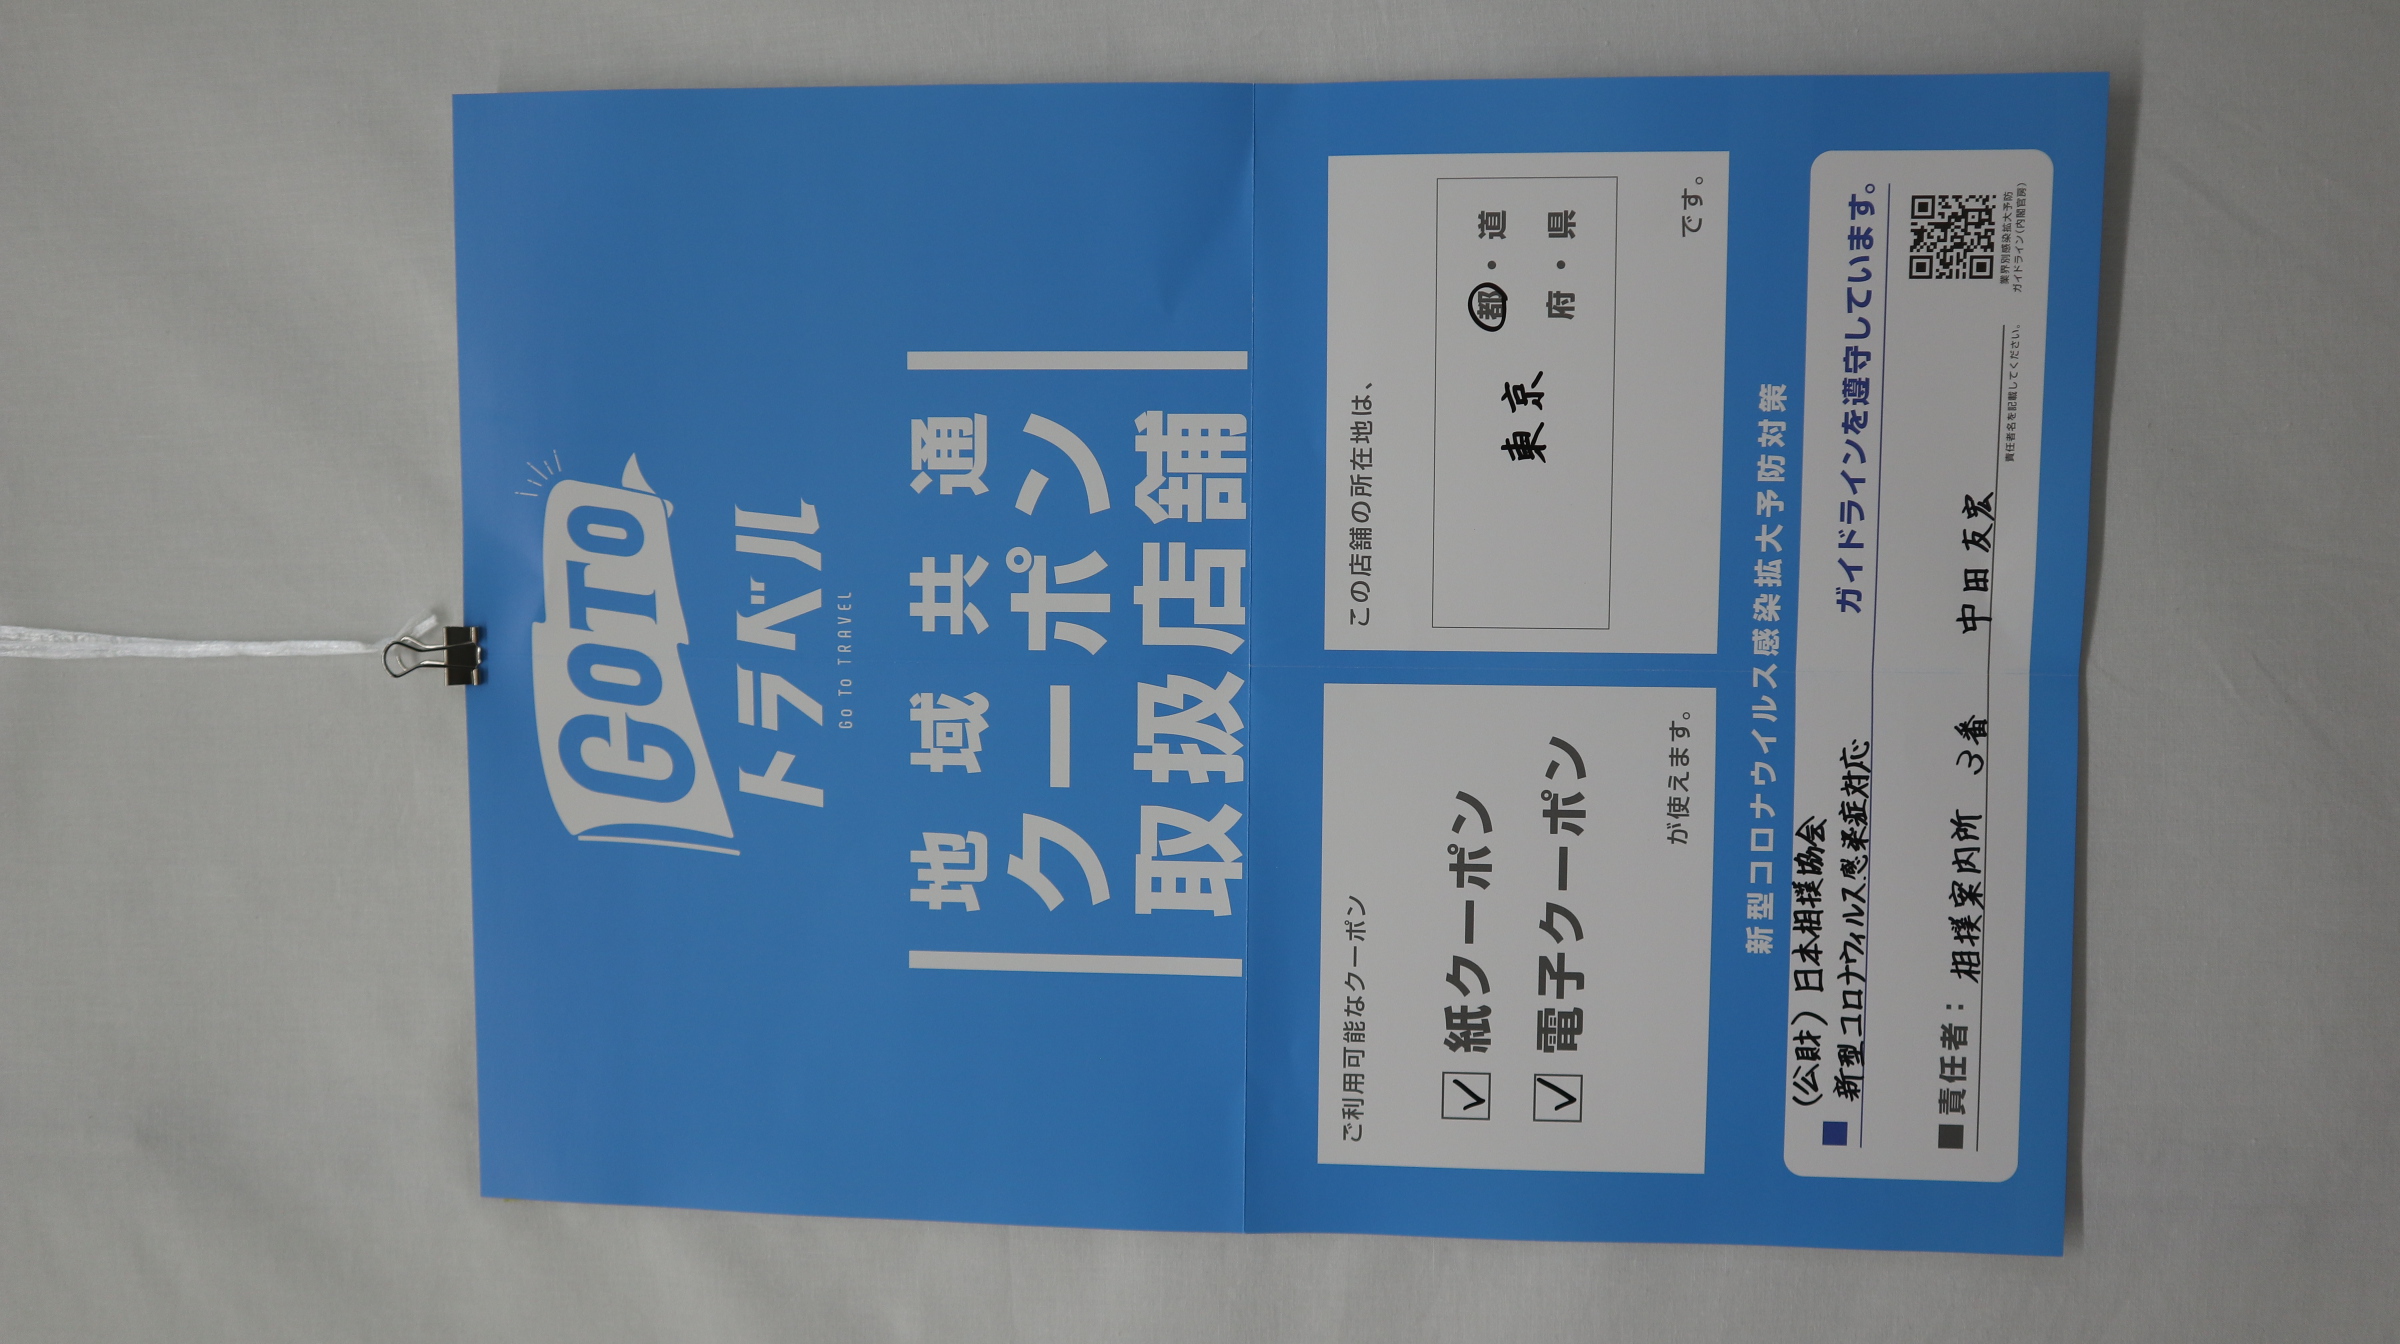 GoTo
トラベル
GO TO TRAVEL
地域共通
クーポン
取扱店舗
ご利用可能なクーポン
紙クーポン
電子クーポン
が使えます。
この店舗の所在地は、
東京
都・道
府・県
です。
新型コロナウイルス感染拡大予防対策
(公財)日本相撲協会
新型コロナウィルス感染症対応
ガイドラインを遵守しています。
責任者: 相撲案内所 3番 中田友宏
責任者名を記載してください。
業界別感染拡大予防
ガイドライン(内閣官房)